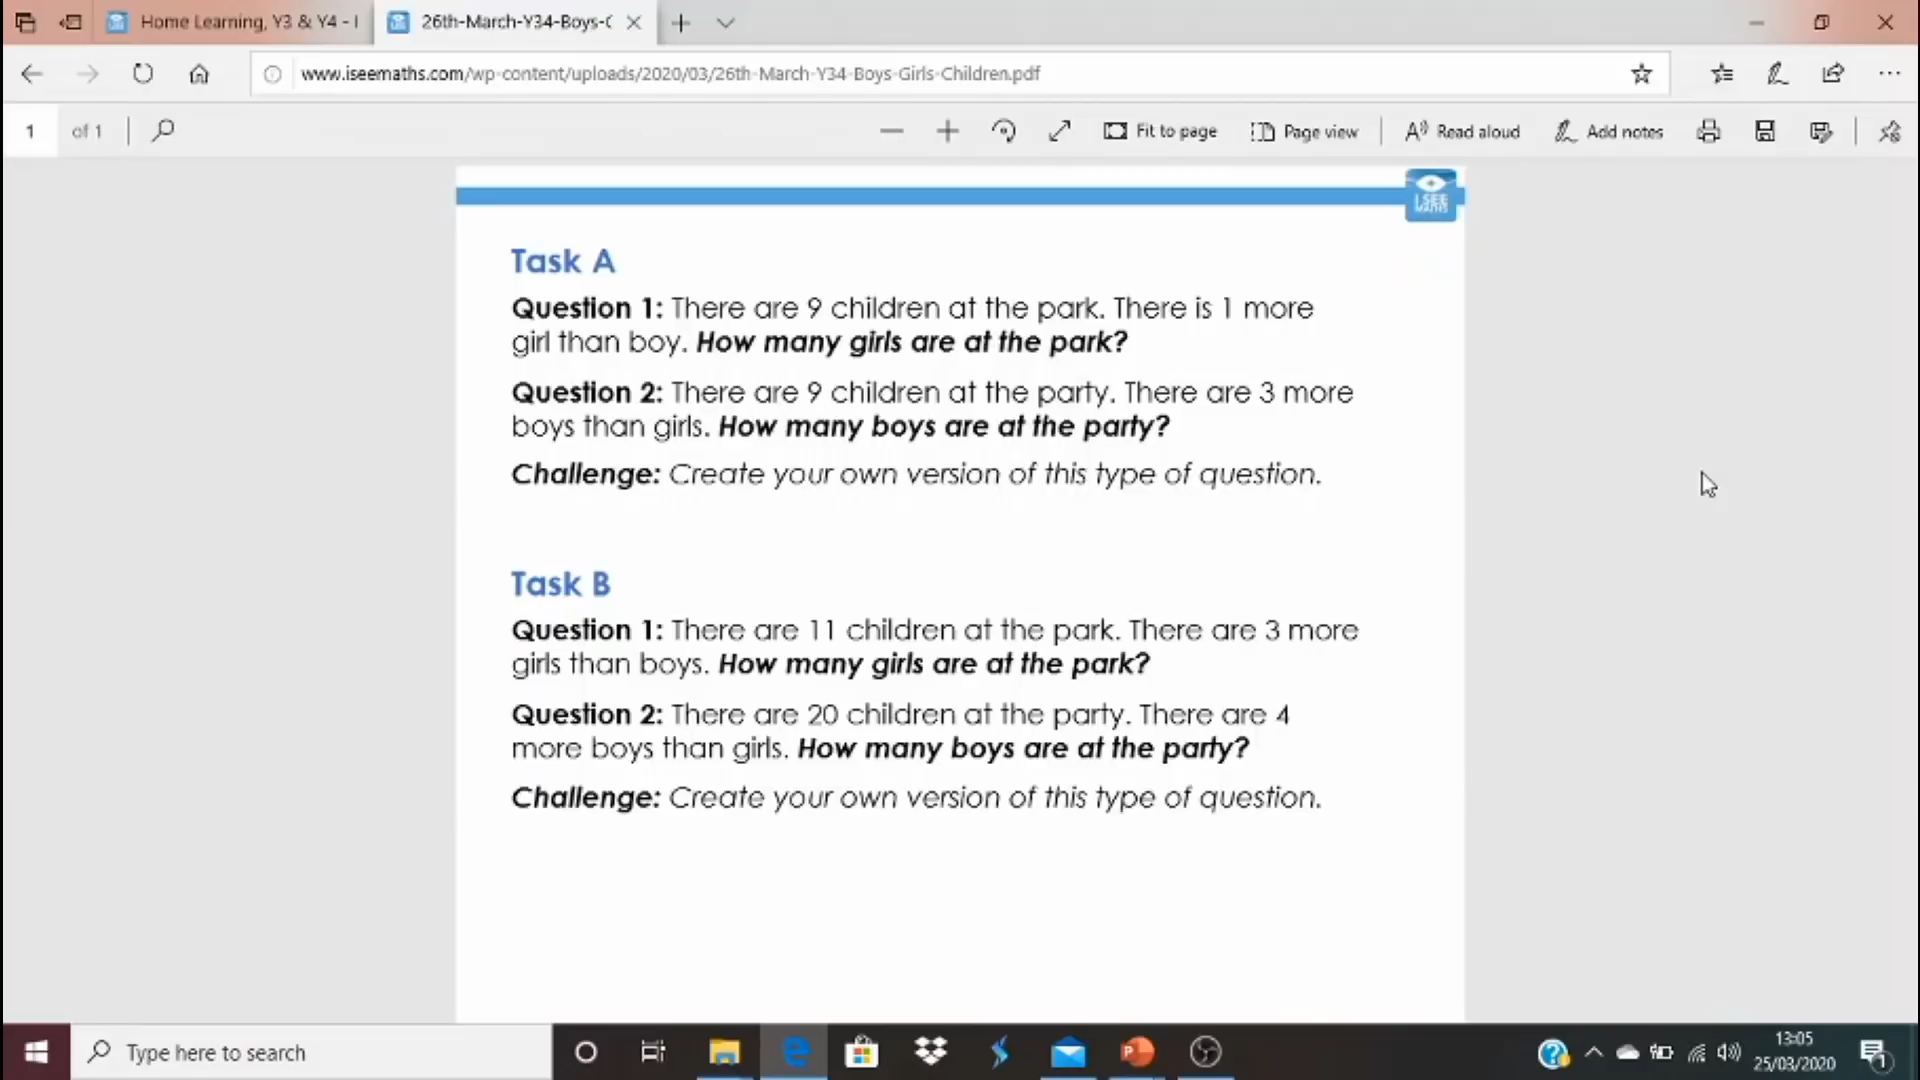 Home Learning, Y3 & Y4 - I
26th-March-Y34-Boys-G
www.iseemaths.com/wp-content/uploads/2020/03/26th-March-Y34-Boys-Girls-Children.pdf
1 of 1
Fit to page
Page view
Read aloud
Add notes
I SEE
MATHS
Task A
Question 1: There are 9 children at the park. There is 1 more
girl than boy. How many girls are at the park?
Question 2: There are 9 children at the party. There are 3 more
boys than girls. How many boys are at the party?
Challenge: Create your own version of this type of question.
Task B
Question 1: There are 11 children at the park. There are 3 more
girls than boys. How many girls are at the park?
Question 2: There are 20 children at the party. There are 4
more boys than girls. How many boys are at the party?
Challenge: Create your own version of this type of question.
Type here to search
13:05
25/03/2020
1